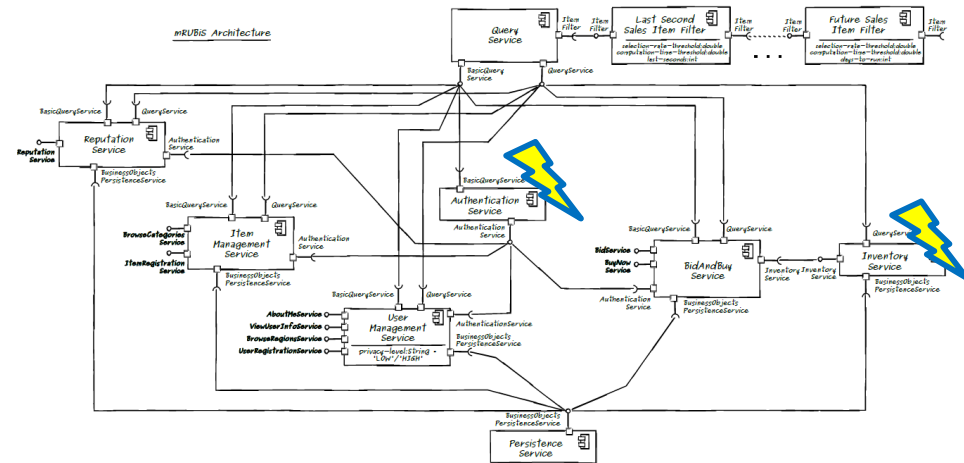 mRUBiS Architecture
Query
Service
Item
Filter
Item
Filter
Last Second
Sales Item Filter
selection-rate-threshold:double
computation-time-threshold:double
last-seconds:int
Item
Filter
Item
Filter
. . .
Future Sales
Item Filter
selection-rate-threshold:double
computation-time-threshold:double
days-to-run:int
Item
Filter
BasicQuery
Service
QueryService
BasicQueryService
QueryService
Reputation
Service
Reputation
Service
Authentication
Service
BusinessObjects
PersistenceService
BasicQueryService
Authentication
Service
Authentication
Service
BasicQueryService
QueryService
Item
Management
Service
BrowseCategories
Service
ItemRegistration
Service
Authentication
Service
BusinessObjects
PersistenceService
BasicQueryService
QueryService
BidService
BuyNow
Service
BidAndBuy
Service
Authentication
Service
BusinessObjects
PersistenceService
Inventory
Service
Inventory
Service
QueryService
Inventory
Service
BusinessObjects
PersistenceService
BasicQueryService
QueryService
AboutMeService
ViewUserInfoService
BrowseRegionsService
UserRegistrationService
User
Management
Service
privacy-level:String =
'LOW'/'HIGH'
AuthenticationService
BusinessObjects
PersistenceService
BusinessObjects
PersistenceService
Persistence
Service